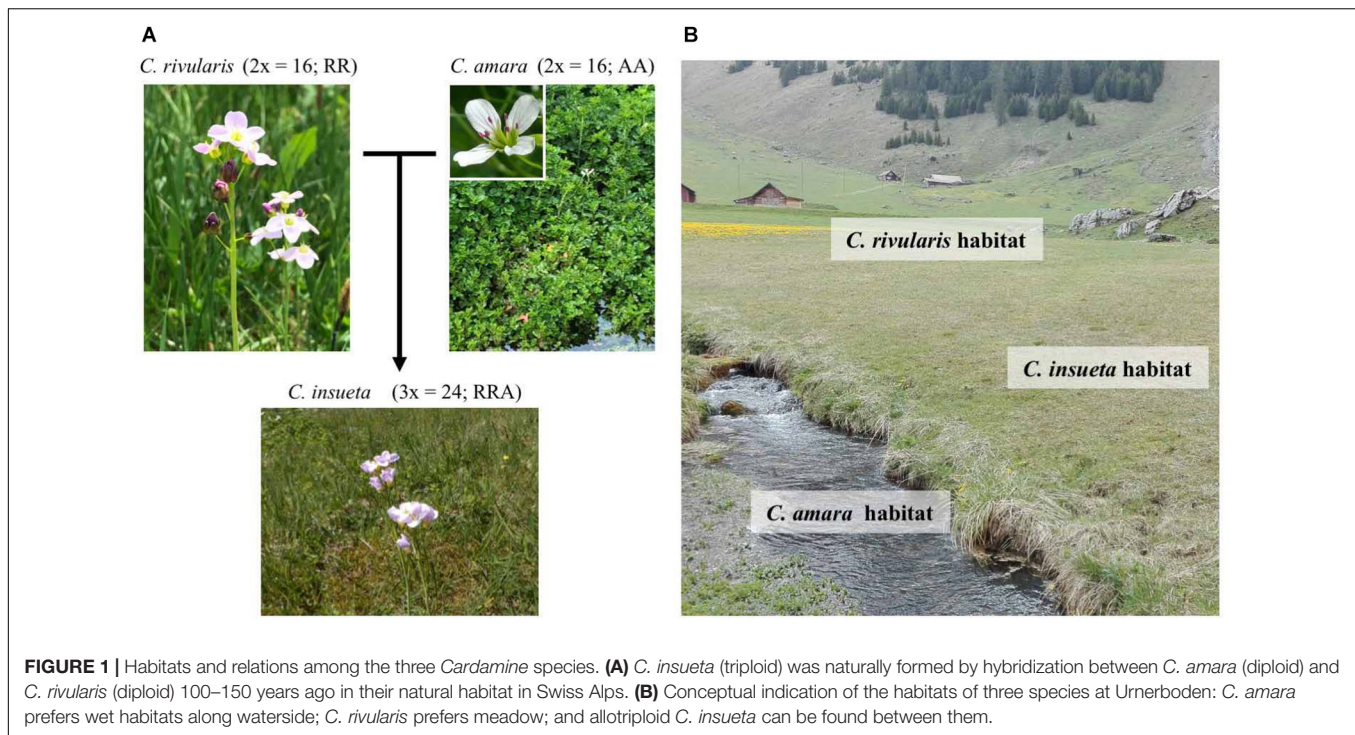 A
C. rivularis (2x = 16; RR)
C. amara (2x = 16; AA)
C. insueta (3x = 24; RRA)
B
C. rivularis habitat
C. insueta habitat
C. amara habitat
FIGURE 1 | Habitats and relations among the three Cardamine species. (A) C. insueta (triploid) was naturally formed by hybridization between C. amara (diploid) and
C. rivularis (diploid) 100–150 years ago in their natural habitat in Swiss Alps. (B) Conceptual indication of the habitats of three species at Urnerboden: C. amara
prefers wet habitats along waterside; C. rivularis prefers meadow; and allotriploid C. insueta can be found between them.